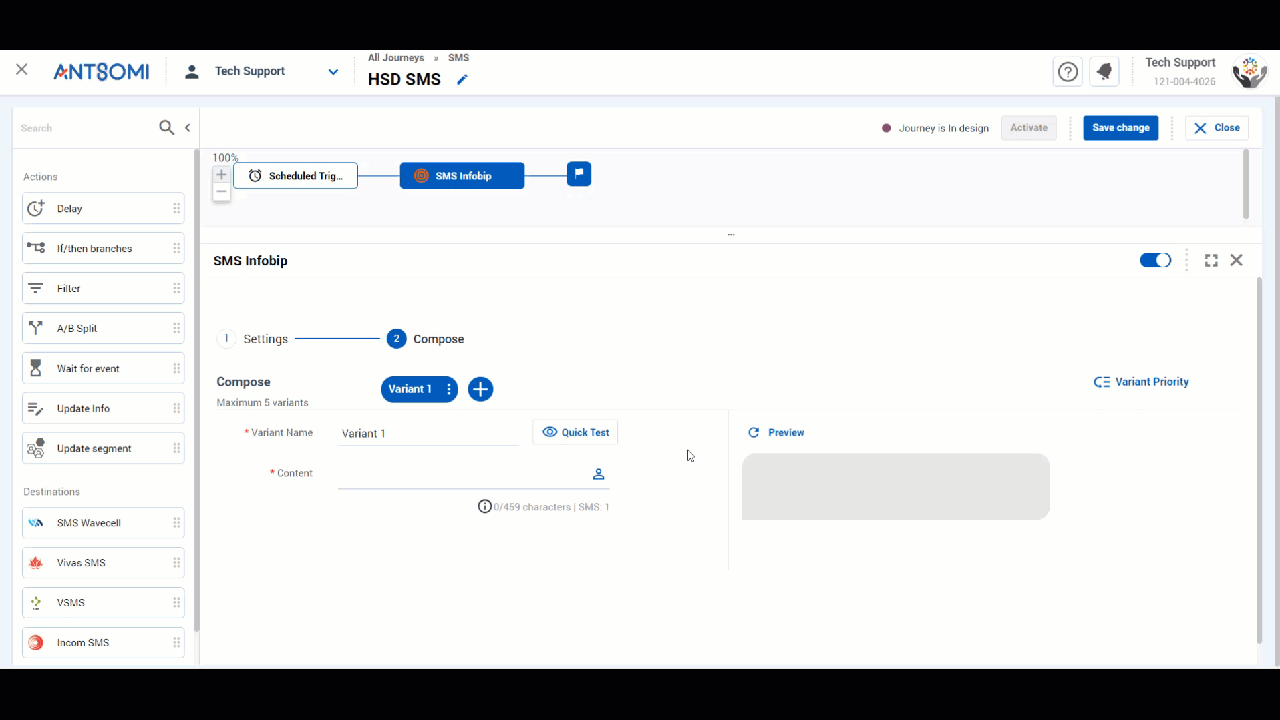 ANTSOMI
Tech Support
All Journeys » SMS
HSD SMS
Tech Support
121-004-4026
Search
Journey is In design
Activate
Save change
Close
100%
Scheduled Trig...
SMS Infobip
Actions
Delay
If/then branches
Filter
A/B Split
Wait for event
Update Info
Update segment
Destinations
SMS Wavecell
Vivas SMS
VSMS
Incom SMS
SMS Infobip
1 Settings
2 Compose
Compose
Maximum 5 variants
Variant 1
Variant Priority
* Variant Name
Variant 1
Quick Test
Preview
* Content
0/459 characters | SMS: 1